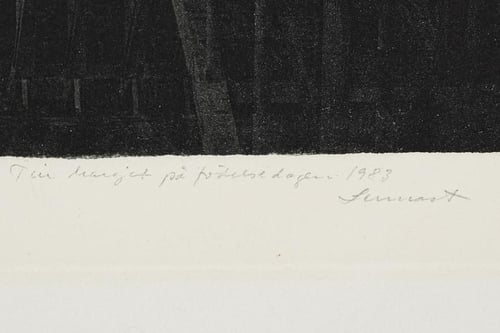 Till Margit på födelsedagen 1983
Lennart